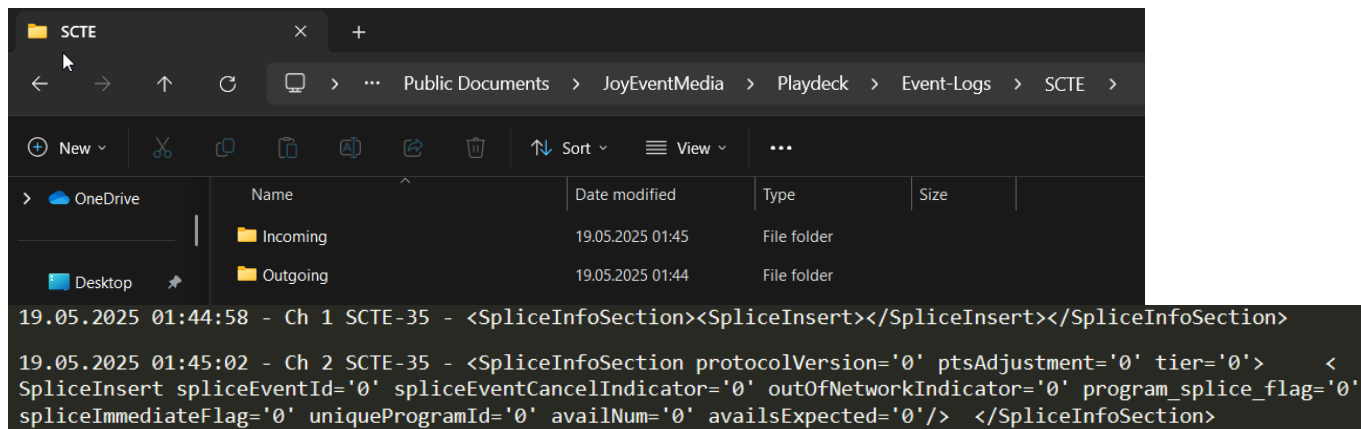 SCTE
Public Documents > JoyEventMedia > Playdeck > Event-Logs > SCTE >
New Sort View
OneDrive
Name Date modified Type Size
Incoming 19.05.2025 01:45 File folder
Desktop
Outgoing 19.05.2025 01:44 File folder
19.05.2025 01:44:58 - Ch 1 SCTE-35 - <SpliceInfoSection><SpliceInsert></SpliceInsert></SpliceInfoSection>
19.05.2025 01:45:02 - Ch 2 SCTE-35 - <SpliceInfoSection protocolVersion='0' ptsAdjustment='0' tier='0'> <
SpliceInsert spliceEventId='0' spliceEventCancelIndicator='0' outOfNetworkIndicator='0' program_splice_flag='0'
spliceImmediateFlag='0' uniqueProgramId='0' availNum='0' availsExpected='0'/> </SpliceInfoSection>